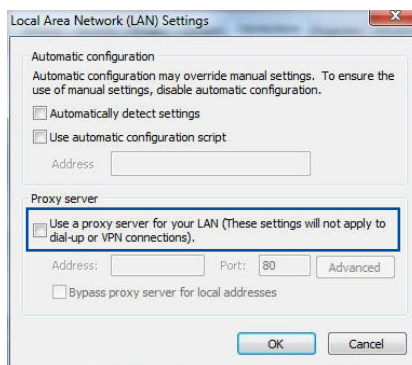 Local Area Network (LAN) Settings
Automatic configuration
Automatic configuration may override manual settings. To ensure the
use of manual settings, disable automatic configuration.
Automatically detect settings
Use automatic configuration script
Address
Proxy server
Use a proxy server for your LAN (These settings will not apply to
dial-up or VPN connections).
Address: Port: 80 Advanced
Bypass proxy server for local addresses
OK Cancel